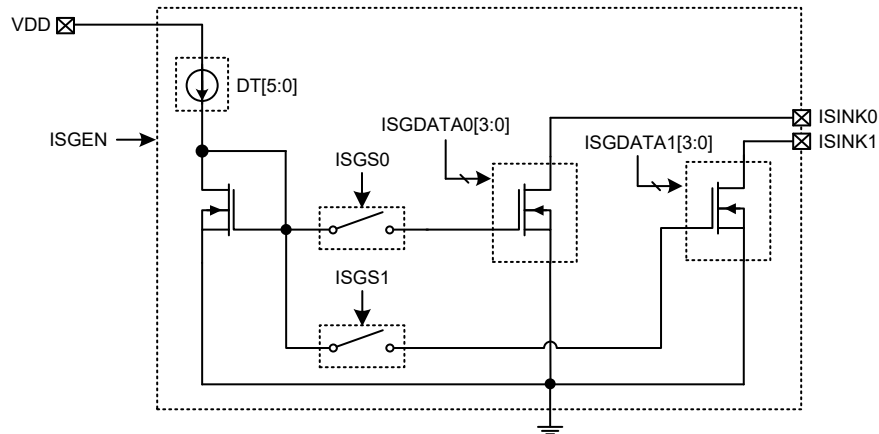 VDD
DT[5:0]
ISGEN
ISGDATA0[3:0]
ISINK0
ISINK1
ISGDATA1[3:0]
ISGS0
ISGS1